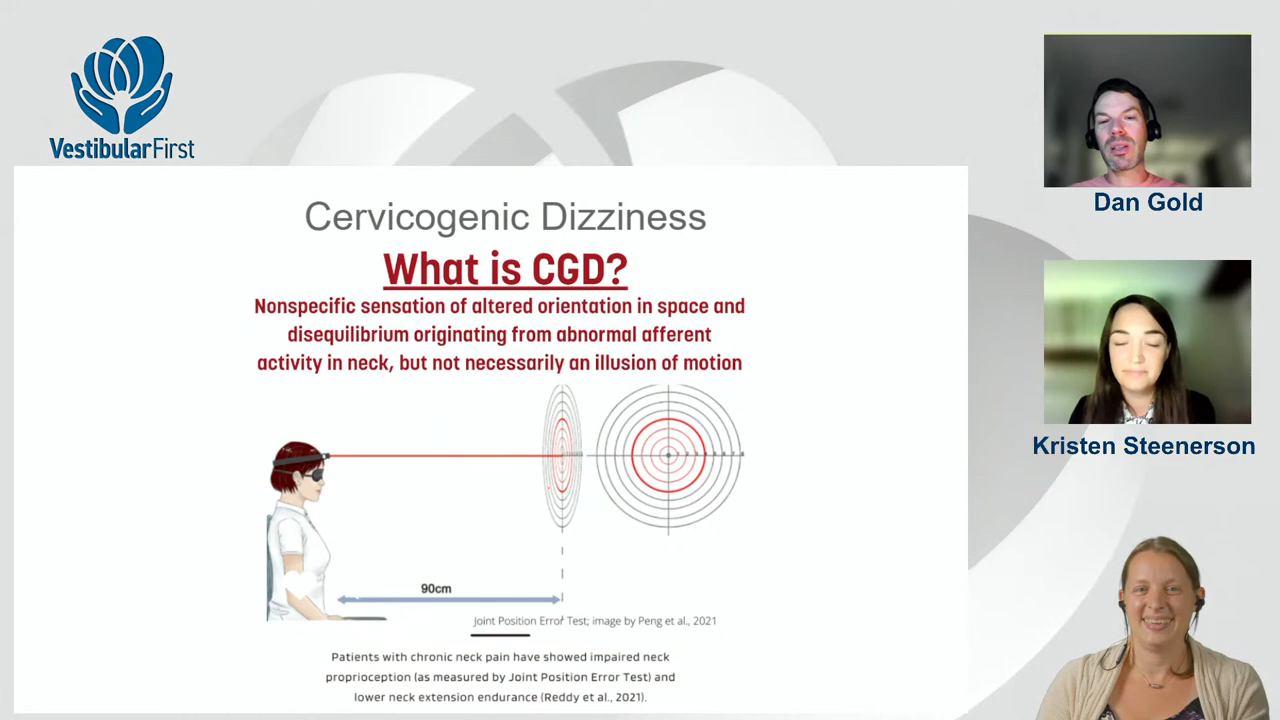 VestibularFirst
Cervicogenic Dizziness
What is CGD?
Nonspecific sensation of altered orientation in space and
disequilibrium originating from abnormal afferent
activity in neck, but not necessarily an illusion of motion
90cm
Joint Position Error Test; image by Peng et al., 2021
Patients with chronic neck pain have showed impaired neck
proprioception (as measured by Joint Position Error Test) and
lower neck extension endurance (Reddy et al., 2021).
Dan Gold
Kristen Steenerson